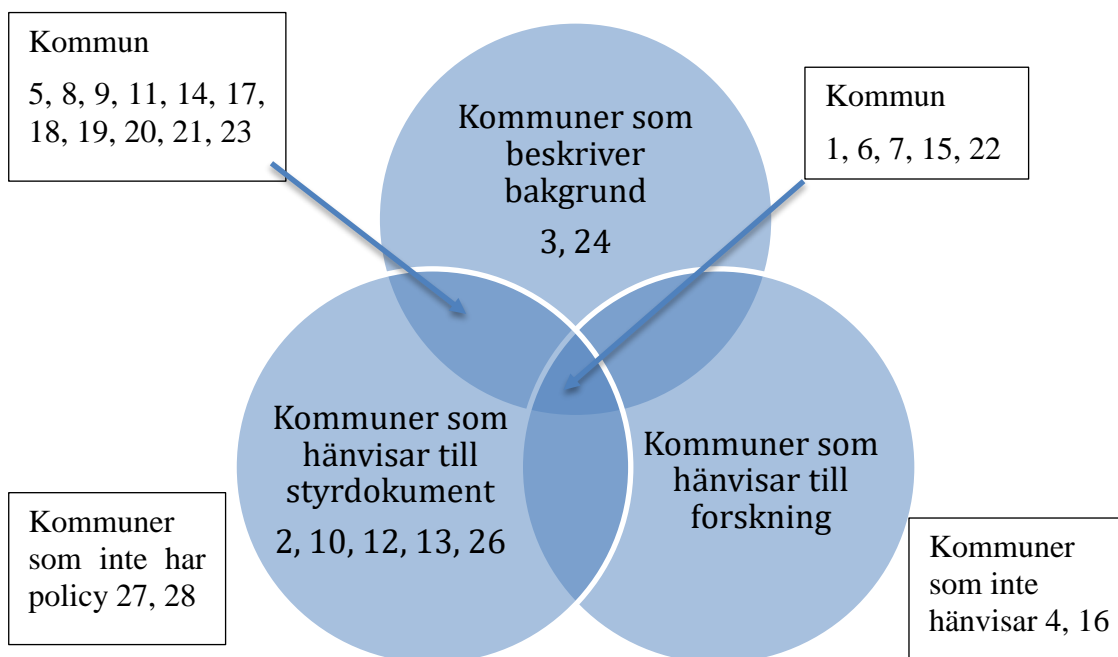 Kommun
5, 8, 9, 11, 14, 17,
18, 19, 20, 21, 23
Kommun
1, 6, 7, 15, 22
Kommuner som
beskriver
bakgrund
3, 24
Kommuner som
hänvisar till
styrdokument
2, 10, 12, 13, 26
Kommuner som
hänvisar till
forskning
Kommuner
som inte har
policy 27, 28
Kommuner
som inte
hänvisar 4, 16